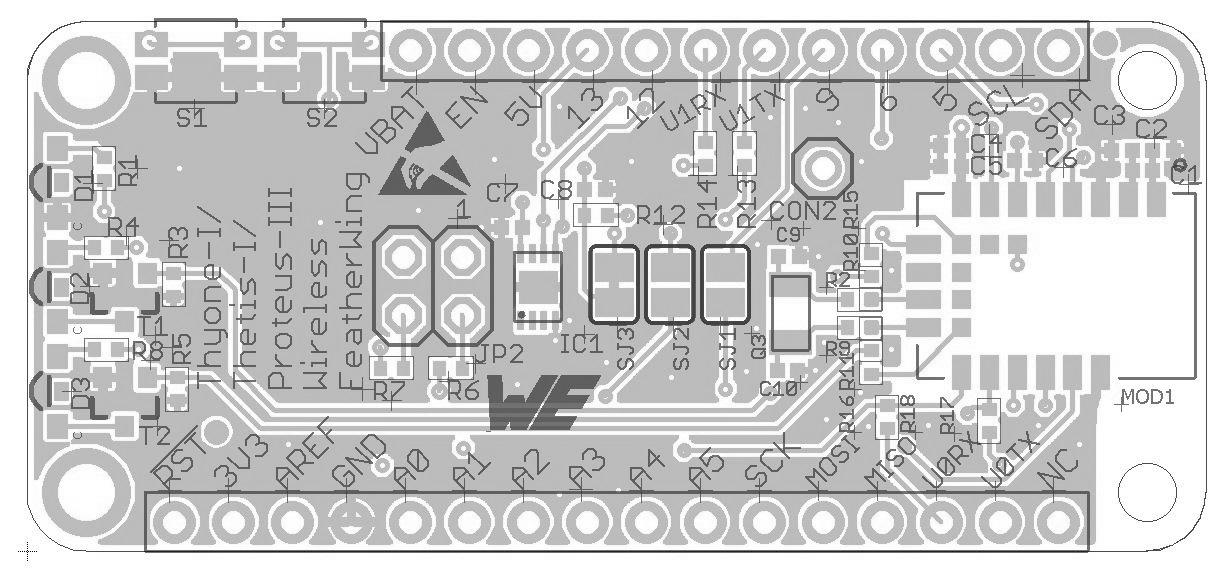 S1
S2
VBAT
EN
5V
13
12
U1RX
U1TX
9
6
5
SCL
SDA
C3
C2
C4
C5
C6
C1
R1
D1
R14
R13
C7
C8
R12
CON2
R15
R10
C9
R4
R3
1
D2
T1
R2
Thyone-I/
Tnetis-I/
Proteus-III
Wireless
FeatherWing
JP2
IC1
SJ3
SJ2
SJ1
Q3
R9
R8
R5
R11
D3
T2
R7
R6
C10
WE
MOD1
R16
R18
R17
RST
3V3
AREF
GND
A0
A1
A2
A3
A4
A5
SCK
MOSI
MISO
U0RX
U0TX
NC